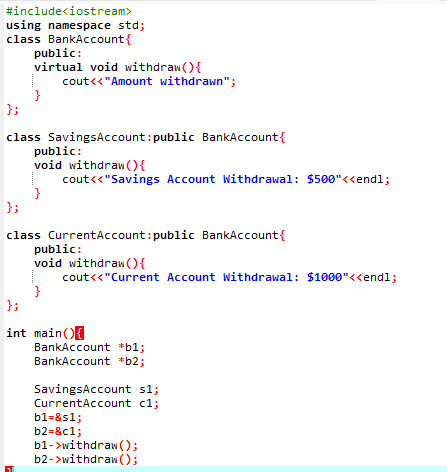 #include<iostream>
using namespace std;
class BankAccount{
    public:
    virtual void withdraw(){
        cout<<"Amount withdrawn";
    }
};

class SavingsAccount:public BankAccount{
    public:
    void withdraw(){
        cout<<"Savings Account Withdrawal: $500"<<endl;
    }
};

class CurrentAccount:public BankAccount{
    public:
    void withdraw(){
        cout<<"Current Account Withdrawal: $1000"<<endl;
    }
};

int main(){
    BankAccount *b1;
    BankAccount *b2;

    SavingsAccount s1;
    CurrentAccount c1;
    b1=&s1;
    b2=&c1;
    b1->withdraw();
    b2->withdraw();
}